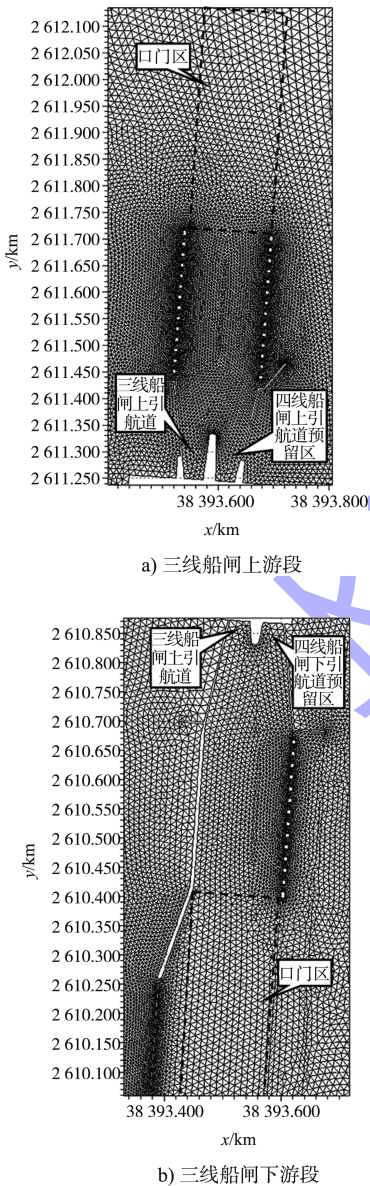 2 612.100
口门区
2 612.050
2 612.000
2 611.950
2 611.900
2 611.850
2 611.800
2 611.750
2 611.700
y/km
2 611.650
2 611.600
2 611.550
2 611.500
2 611.450
2 611.400
三线船
闸上引
航道
四线船
闸上引
航道预
留区
2 611.350
2 611.300
2 611.250
38 393.600
38 393.800
x/km
a) 三线船闸上游段
2 610.850
三线船
闸上引
航道
四线船
闸下引
航道预
留区
2 610.800
2 610.750
2 610.700
2 610.650
2 610.600
2 610.550
2 610.500
y/km
2 610.450
2 610.400
2 610.350
2 610.300
口门区
2 610.250
2 610.200
2 610.150
2 610.100
38 393.400
38 393.600
x/km
b) 三线船闸下游段